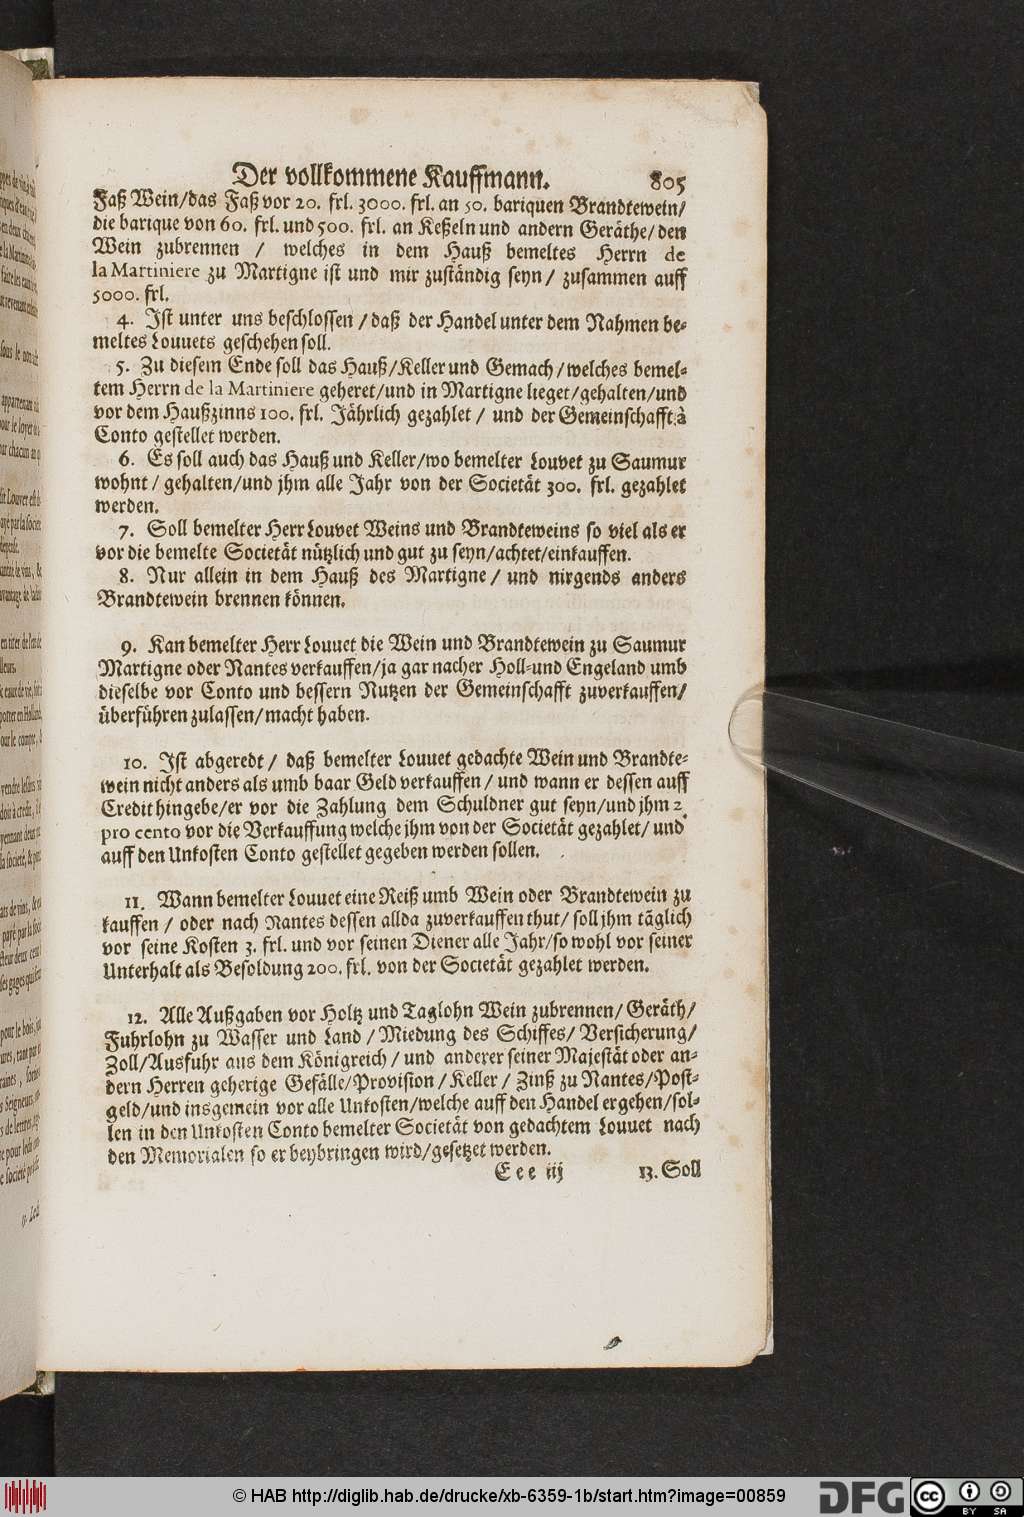 Der vollkommene Kauffmann. 805
Faß Wein/das Faß vor 20. frl. 3000. frl. an 50. bariquen Brandtewein/
die barique von 60. frl. und 500. frl. an Keßeln und andern Geräthe/den
Wein zubrennen / welches in dem Hauß bemeltes Herrn de
la Martiniere zu Martigne ist und mir zuständig seyn/ zusammen auff
5000. frl.
4. Ist unter uns beschlossen / daß der Handel unter dem Nahmen be-
meltes Louvets geschehen soll.
5. Zu diesem Ende soll das Hauß/Keller und Gemach/welches bemel-
tem Herrn de la Martiniere geheret/und in Martigne lieget/gehalten/und
vor dem Haußzinns 100. frl. Jährlich gezahlet / und der Gemeinschafft à
Conto gestellet werden.
6. Es soll auch das Hauß und Keller/wo bemelter Louvet zu Saumur
wohnt / gehalten/und jhm alle Jahr von der Societät 300. frl. gezahlet
werden.
7. Soll bemelter Herr Louvet Weins und Brandteweins so viel als er
vor die bemelte Societät nützlich und gut zu seyn/achtet/einkauffen.
8. Nur allein in dem Hauß des Martigne / und nirgends anders
Brandtewein brennen können.
9. Kan bemelter Herr Louuet die Wein und Brandtewein zu Saumur
Martigne oder Nantes verkauffen/ja gar nacher Holl-und Engeland umb
dieselbe vor Conto und bessern Nutzen der Gemeinschafft zuverkauffen/
überführen zulassen/macht haben.
10. Ist abgeredt / daß bemelter Louuet gedachte Wein und Brandte-
wein nicht anders als umb baar Geld verkauffen / und wann er dessen auff
Credit hingebe/er vor die Zahlung dem Schuldner gut seyn/und jhm 2
pro cento vor die Verkauffung welche jhm von der Societät gezahlet/ und
auff den Unkosten Conto gestellet gegeben werden sollen.
11. Wann bemelter Louuet eine Reiß umb Wein oder Brandtewein zu
kauffen / oder nach Nantes dessen allda zuverkauffen thut/ soll jhm täglich
vor seine Kosten 3. frl. und vor seinen Diener alle Jahr/so wohl vor seiner
Unterhalt als Besoldung 200. frl. von der Societät gezahlet werden.
12. Alle Außgaben vor Holtz und Taglohn Wein zubrennen/ Geräth/
Fuhrlohn zu Wasser und Land / Miedung des Schiffes/ Versicherung/
Zoll/Ausfuhr aus dem Königreich / und anderer seiner Majestät oder an-
dern Herren geherige Gefälle/Provision / Keller / Zinß zu Nantes/Post-
geld/und insgemein vor alle Unkosten/welche auff den Handel ergehen/sol-
len in den Unkosten Conto bemelter Societät von gedachtem Louuet nach
den Memorialen so er beybringen wird/gesetzet werden.
Eee iij 13. Soll
© HAB http://diglib.hab.de/drucke/xb-6359-1b/start.htm?image=00859
DFG
cc BY SA